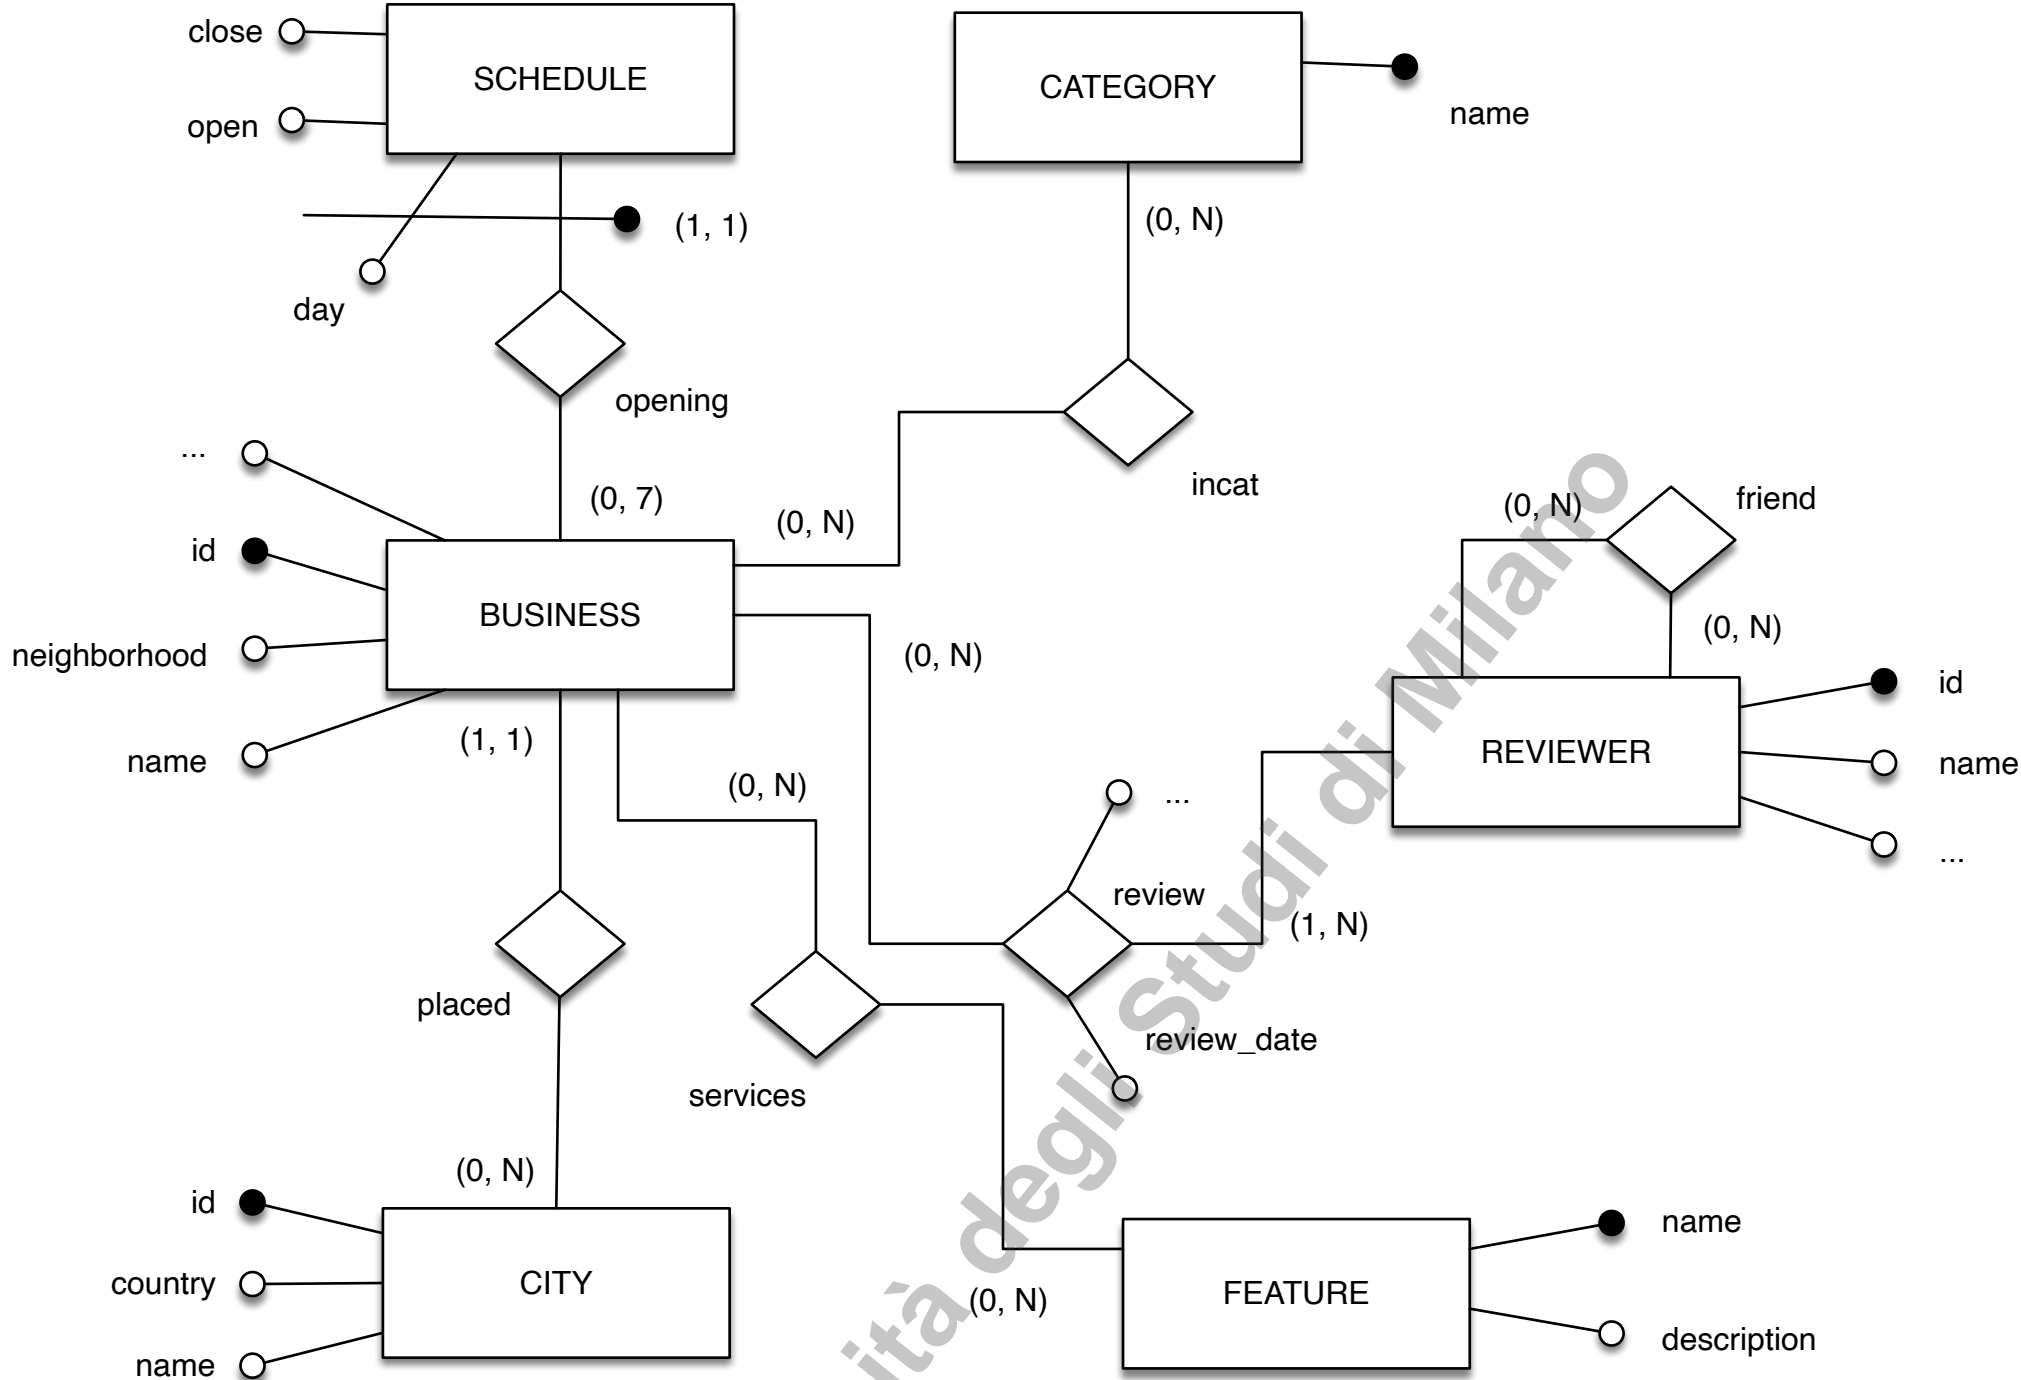 close
SCHEDULE
CATEGORY
name
open
(1, 1)
(0, N)
day
opening
...
(0, 7)
(0, N)
incat
(0, N)
friend
id
BUSINESS
neighborhood
(0, N)
(0, N)
id
name
(1, 1)
REVIEWER
name
(0, N)
...
...
review
(1, N)
placed
review_date
services
(0, N)
id
name
country
CITY
(0, N)
FEATURE
description
name
ità degli Studi di Milano